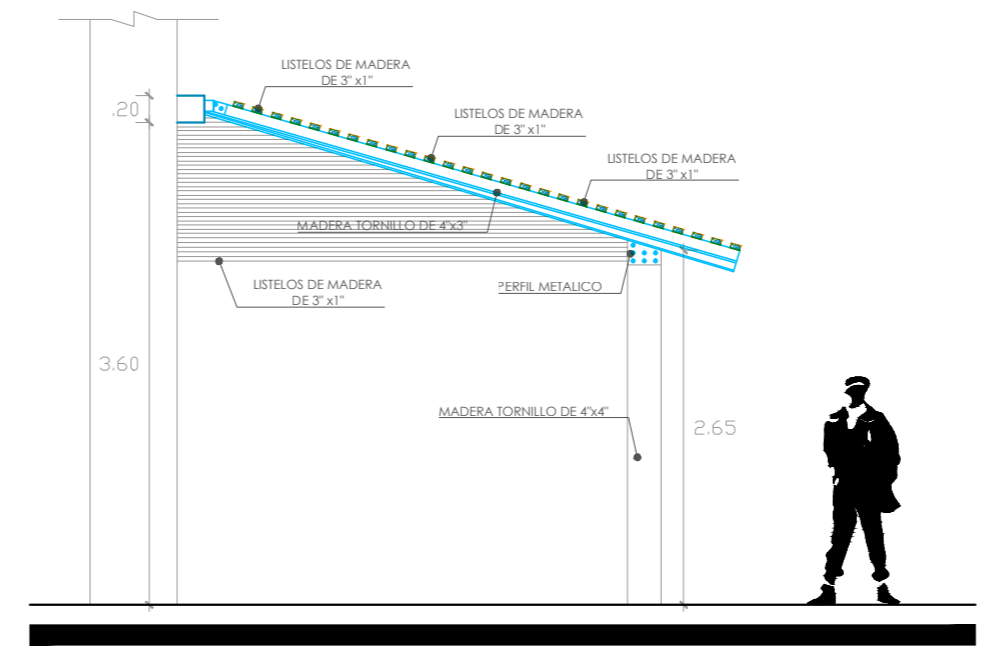 LISTELOS DE MADERA
DE 3" x1"
.20
LISTELOS DE MADERA
DE 3" x1"
LISTELOS DE MADERA
DE 3" x1"
MADERA TORNILLO DE 4"x3"
LISTELOS DE MADERA
DE 3" x1"
PERFIL METALICO
3.60
MADERA TORNILLO DE 4"x4"
2.65